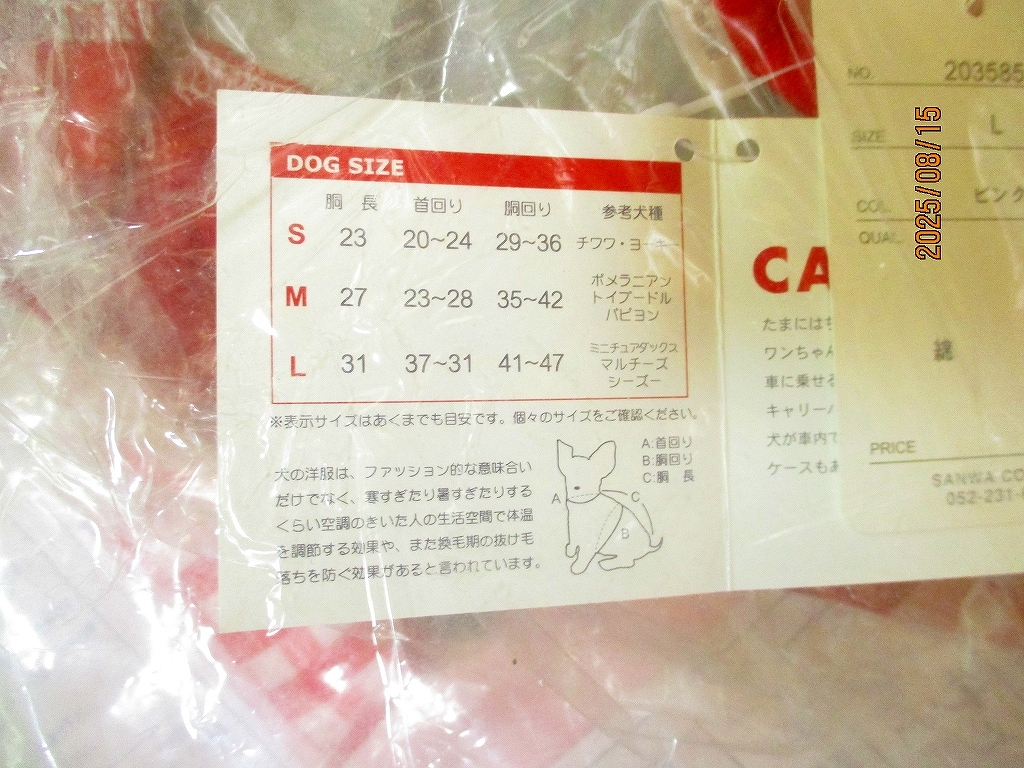 DOG SIZE
胴 長 首回り 胴回り 参考犬種
S 23 20~24 29~36 チワワ・ヨーキー
M 27 23~28 35~42 ポメラニアン
トイプードル
パピヨン
L 31 37~31 41~47 ミニチュアダックス
マルチーズ
シーズー
※表示サイズはあくまでも目安です。個々のサイズをご確認ください。
犬の洋服は、ファッション的な意味合い
だけでなく、寒すぎたり暑すぎたりする
くらい空調のきいた人の生活空間で体温
を調節する効果や、また換毛期の抜け毛
落ちを防ぐ効果があると言われています。
A:首回り
B:胴回り
C:胴 長
A
C
B
CA
たまには
ワンちゃん
車に乗せる
キャリー
犬が車内で
ケースもあ
NO. 203585
SIZE L
COL. ピンク
QUAL.
綿
PRICE
SANWA CO
052-231-
2025/08/15